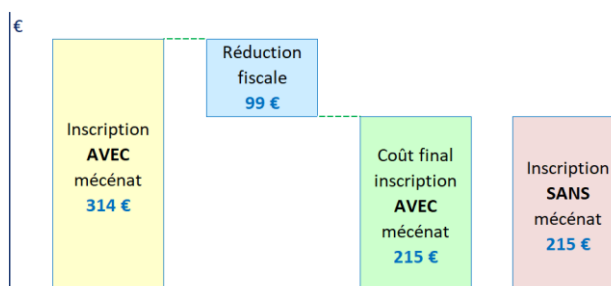 €
Inscription
AVEC
mécénat
314 €
Réduction
fiscale
99 €
Coût final
inscription
AVEC
mécénat
215 €
Inscription
SANS
mécénat
215 €